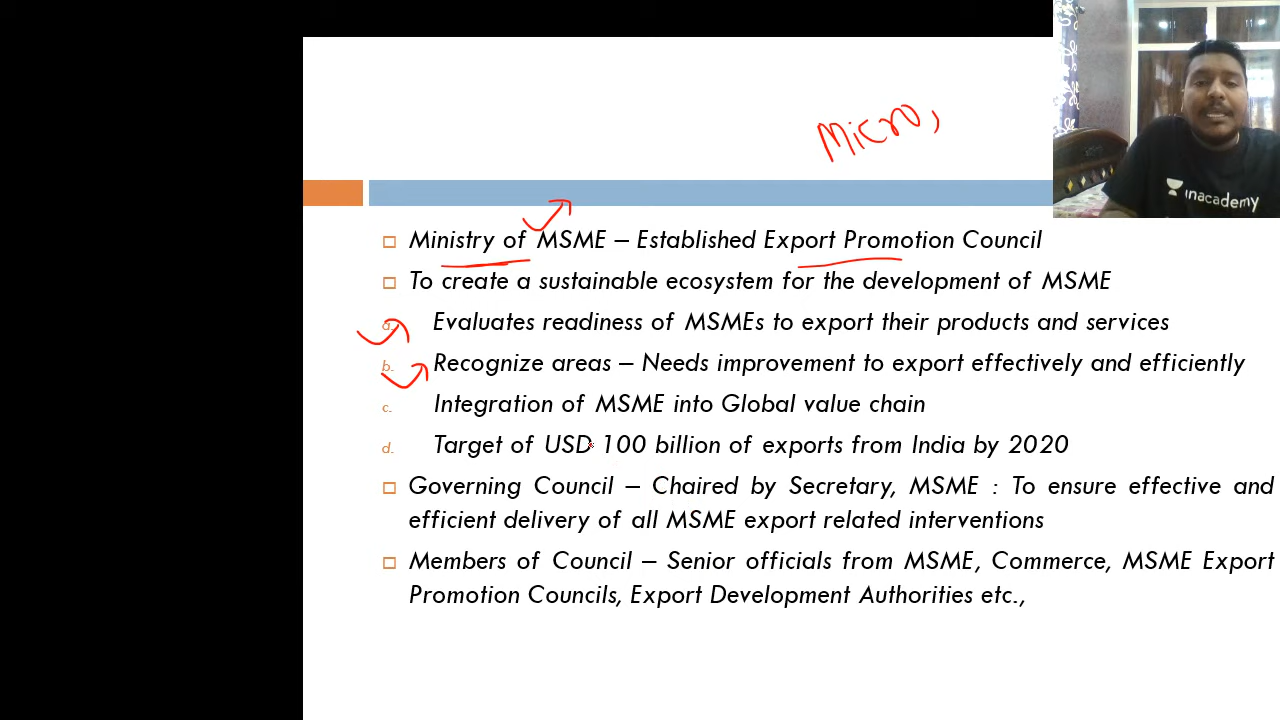 Micro,
unacademy
Ministry of MSME – Established Export Promotion Council
To create a sustainable ecosystem for the development of MSME
a. Evaluates readiness of MSMEs to export their products and services
b. Recognize areas – Needs improvement to export effectively and efficiently
c. Integration of MSME into Global value chain
d. Target of USD 100 billion of exports from India by 2020
Governing Council – Chaired by Secretary, MSME : To ensure effective and
efficient delivery of all MSME export related interventions
Members of Council – Senior officials from MSME, Commerce, MSME Export
Promotion Councils, Export Development Authorities etc.,